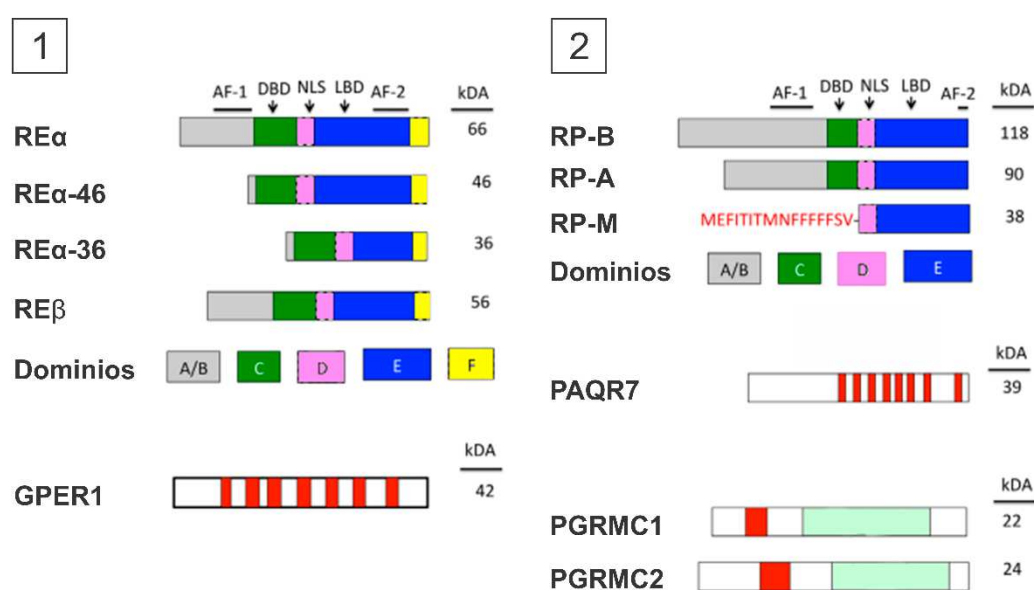 1
AF-1 DBD NLS LBD AF-2 kDA
REα 66
REα-46 46
REα-36 36
REβ 56
Dominios A/B C D E F
kDA
GPER1 42
2
AF-1 DBD NLS LBD AF-2 kDA
RP-B 118
RP-A 90
RP-M MEFITITMNFFFFFSV- 38
Dominios A/B C D E
kDA
PAQR7 39
kDA
PGRMC1 22
PGRMC2 24